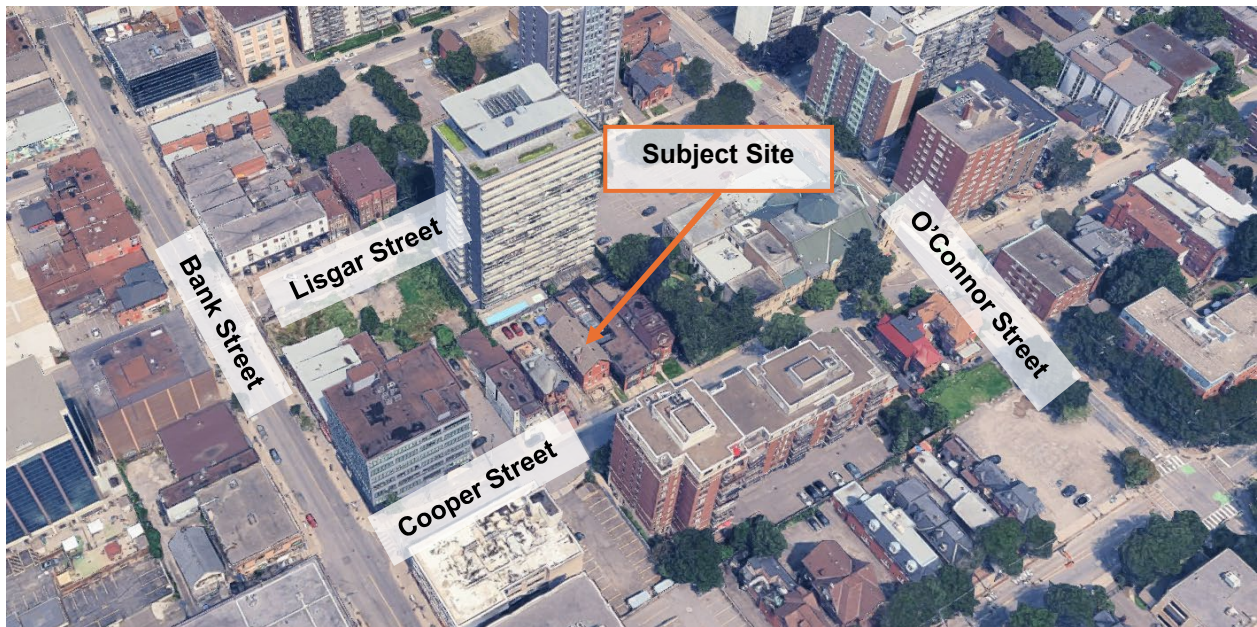 Subject Site
Lisgar Street
Bank Street
O'Connor Street
Cooper Street